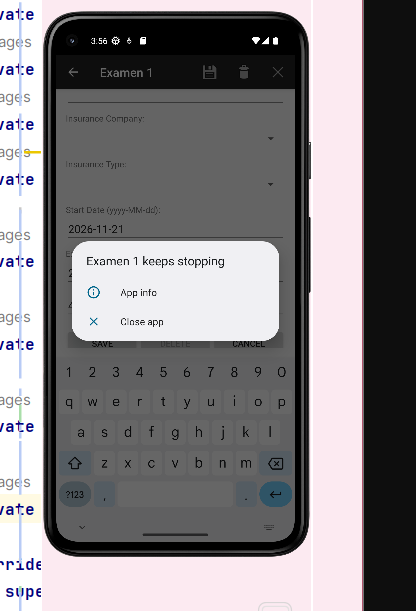 vate
ages
vate
ages
vate
ages
vate
ages
vate
ages
vate
ages
vate
ages
vate
rride
supe
3:56
Examen 1
Insurance Company:
Insurance Type:
Start Date (yyyy-MM-dd):
2026-11-21
Examen 1 keeps stopping
App info
Close app
SAVE DELETE CANCEL
1 2 3 4 5 6 7 8 9 0
q w e r t y u i o p
a s d f g h j k l
z x c v b n m
?123 , .